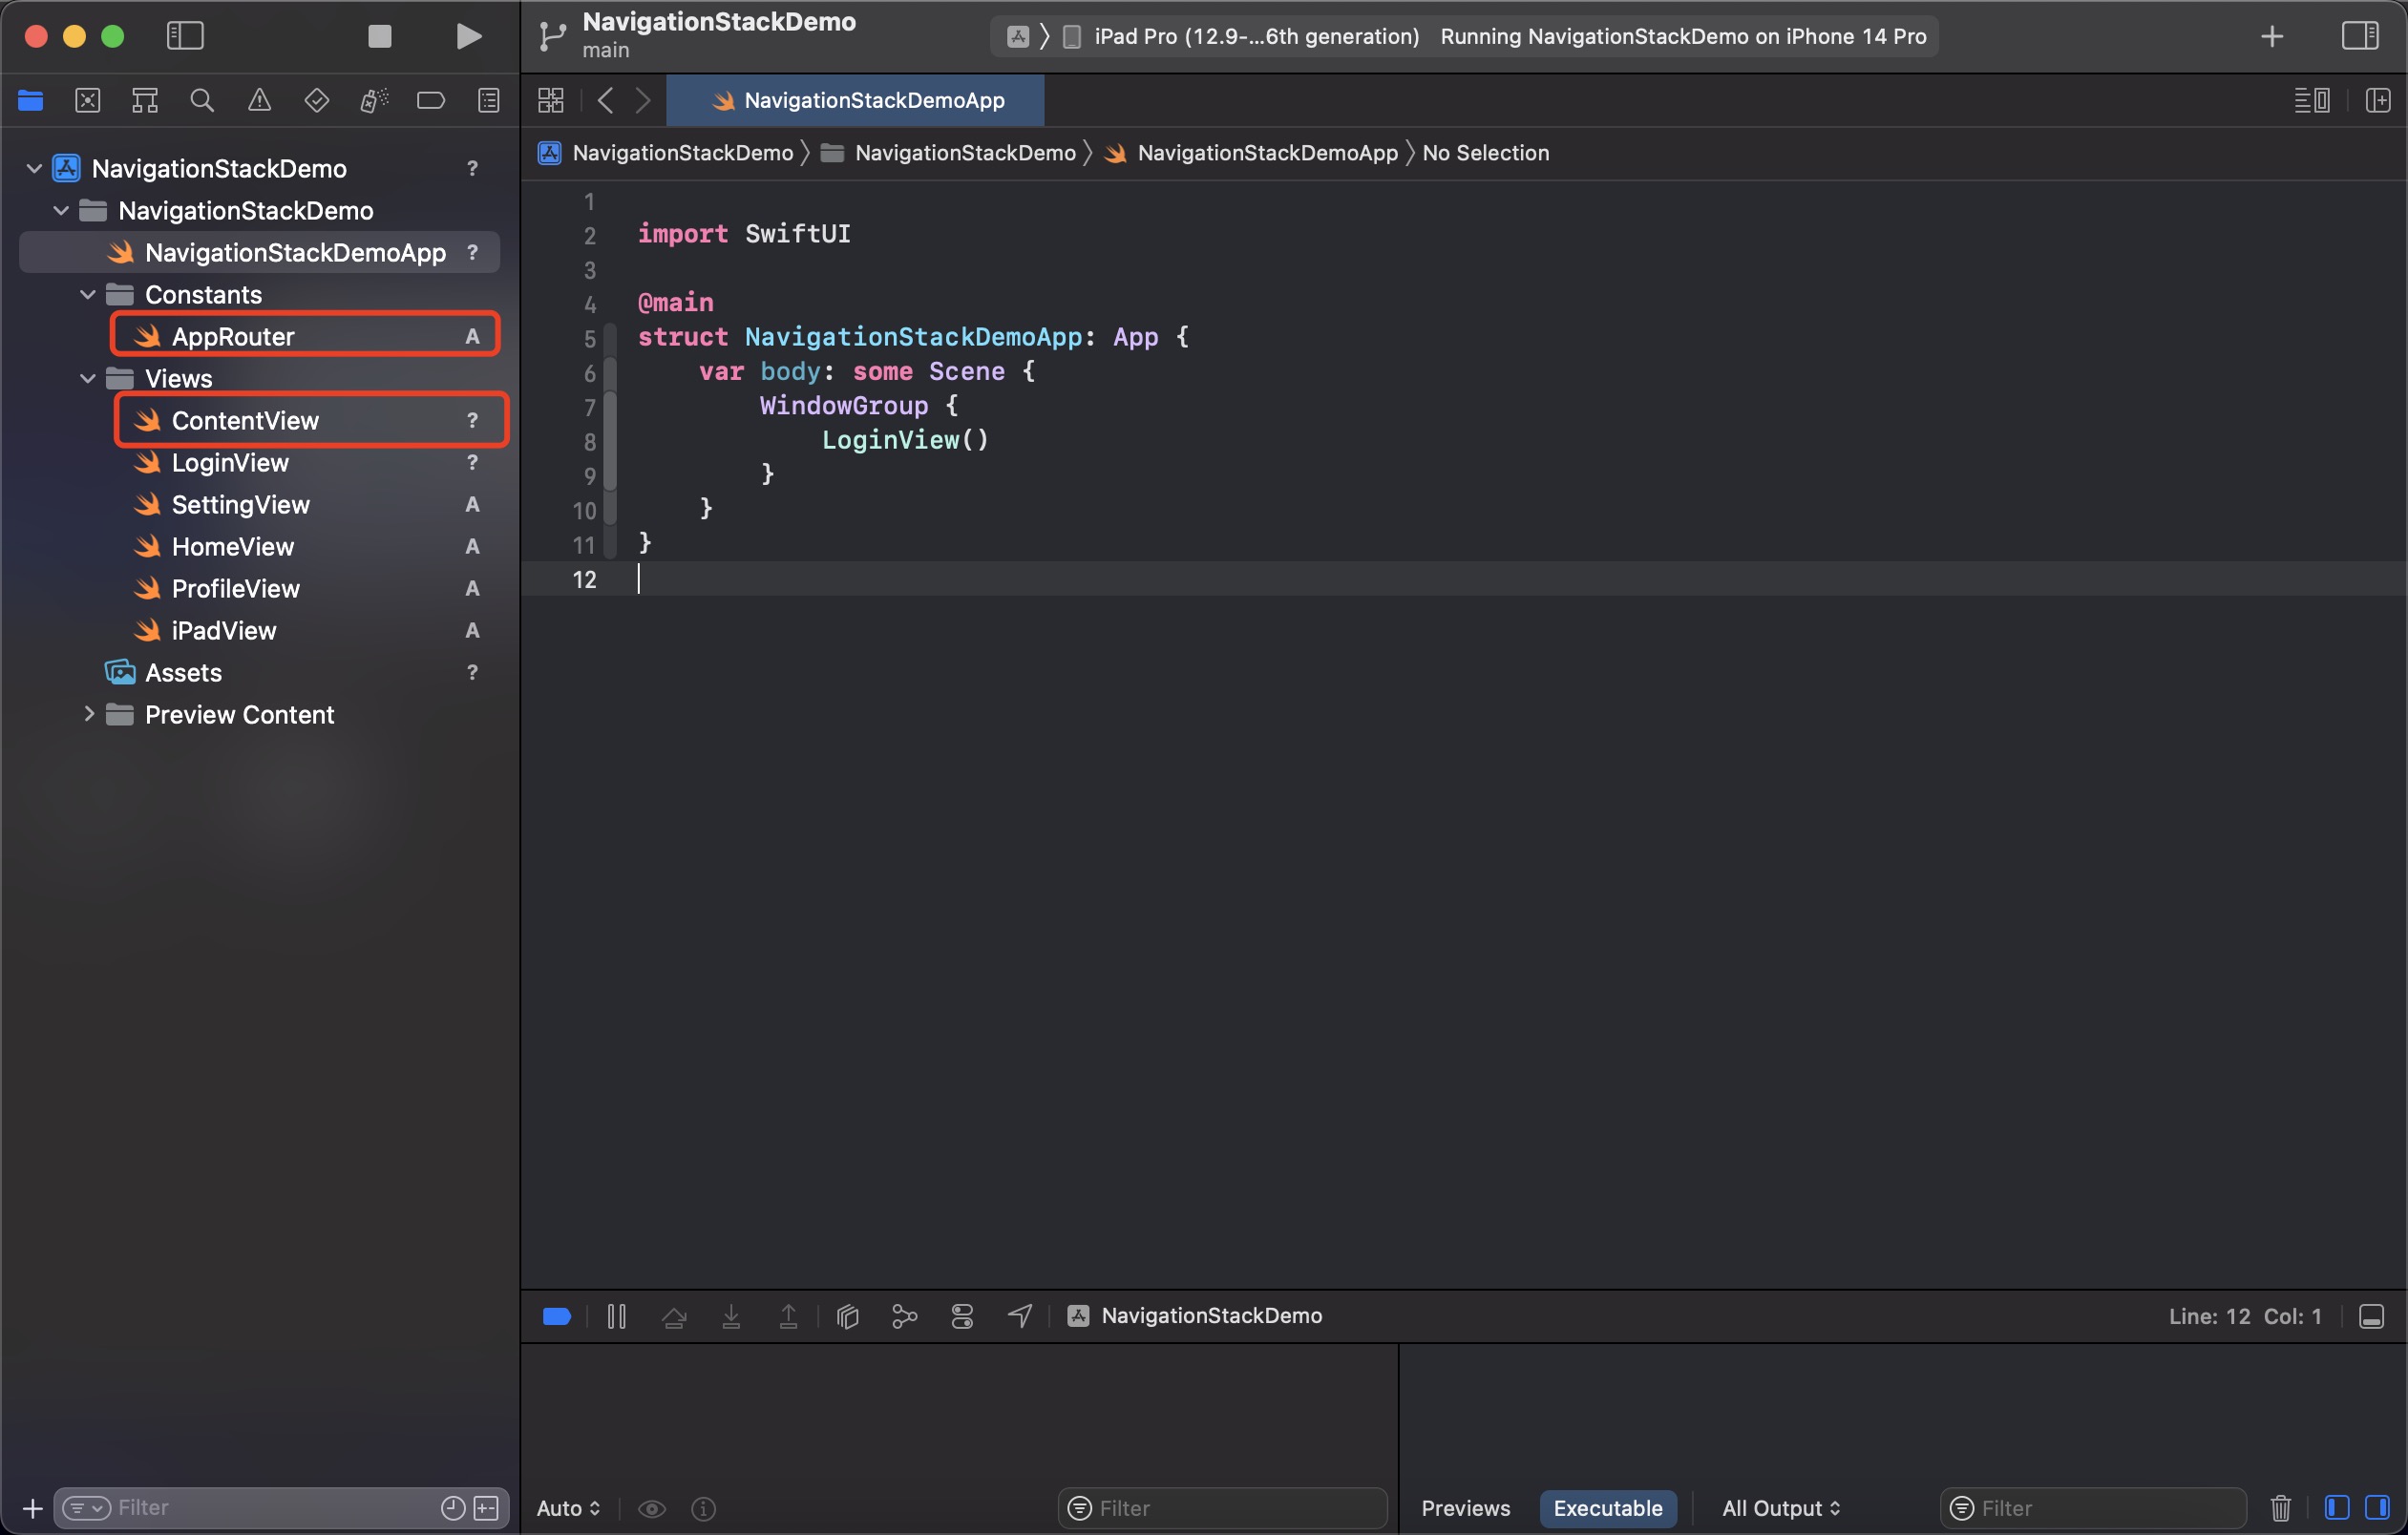 NavigationStackDemo
main
iPad Pro (12.9-...6th generation) Running NavigationStackDemo on iPhone 14 Pro
NavigationStackDemoApp
NavigationStackDemo NavigationStackDemo NavigationStackDemoApp No Selection
NavigationStackDemo ?
NavigationStackDemo
NavigationStackDemoApp ?
Constants
AppRouter A
Views
ContentView ?
LoginView ?
SettingView A
HomeView A
ProfileView A
iPadView A
Assets ?
Preview Content
Filter
1
2 import SwiftUI
3
4 @main
5 struct NavigationStackDemoApp: App {
6 var body: some Scene {
7 WindowGroup {
8 LoginView()
9 }
10 }
11 }
12
NavigationStackDemo Line: 12 Col: 1
Auto Filter
Previews Executable All Output Filter